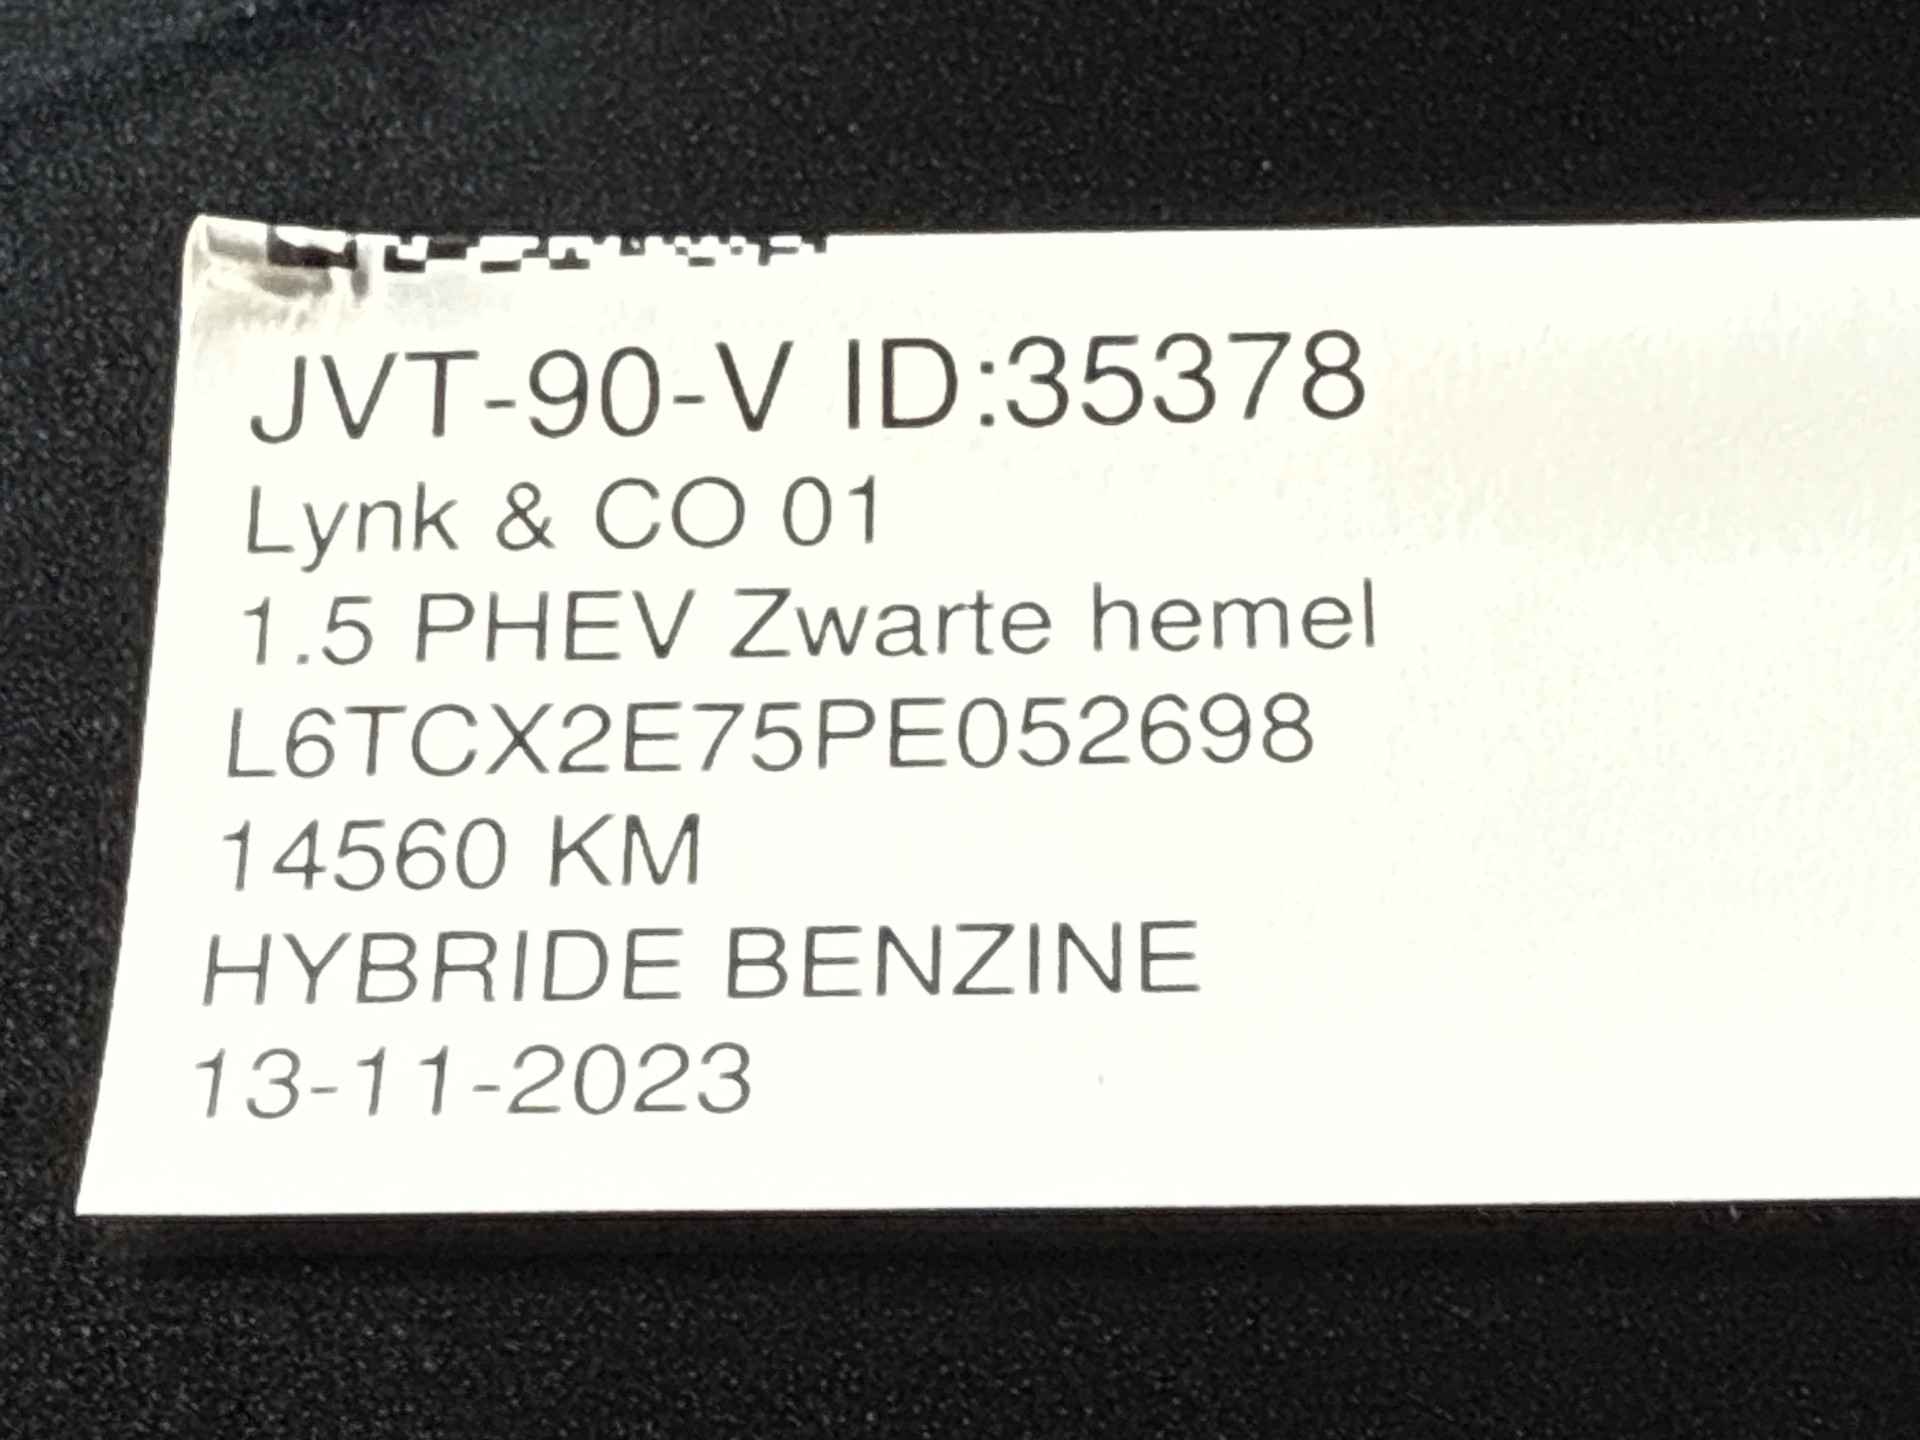 JVT-90-V ID:35378
Lynk & CO 01
1.5 PHEV Zwarte hemel
L6TCX2E75PE052698
14560 KM
HYBRIDE BENZINE
13-11-2023